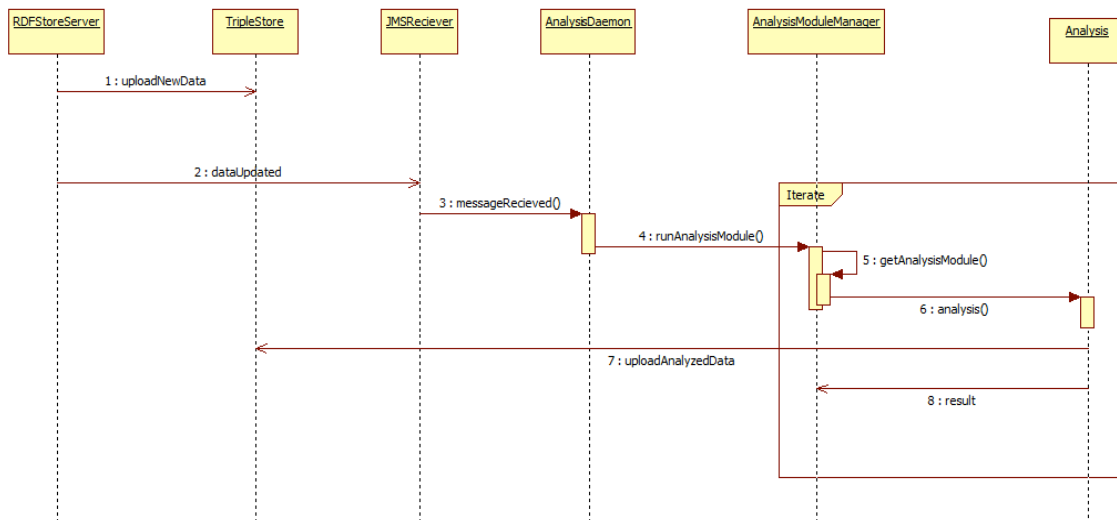 RDFStoreServer
TripleStore
JMSReciever
AnalysisDaemon
AnalysisModuleManager
Analysis
1 : uploadNewData
2 : dataUpdated
Iterate
3 : messageRecieved()
4 : runAnalysisModule()
5 : getAnalysisModule()
6 : analysis()
7 : uploadAnalyzedData
8 : result